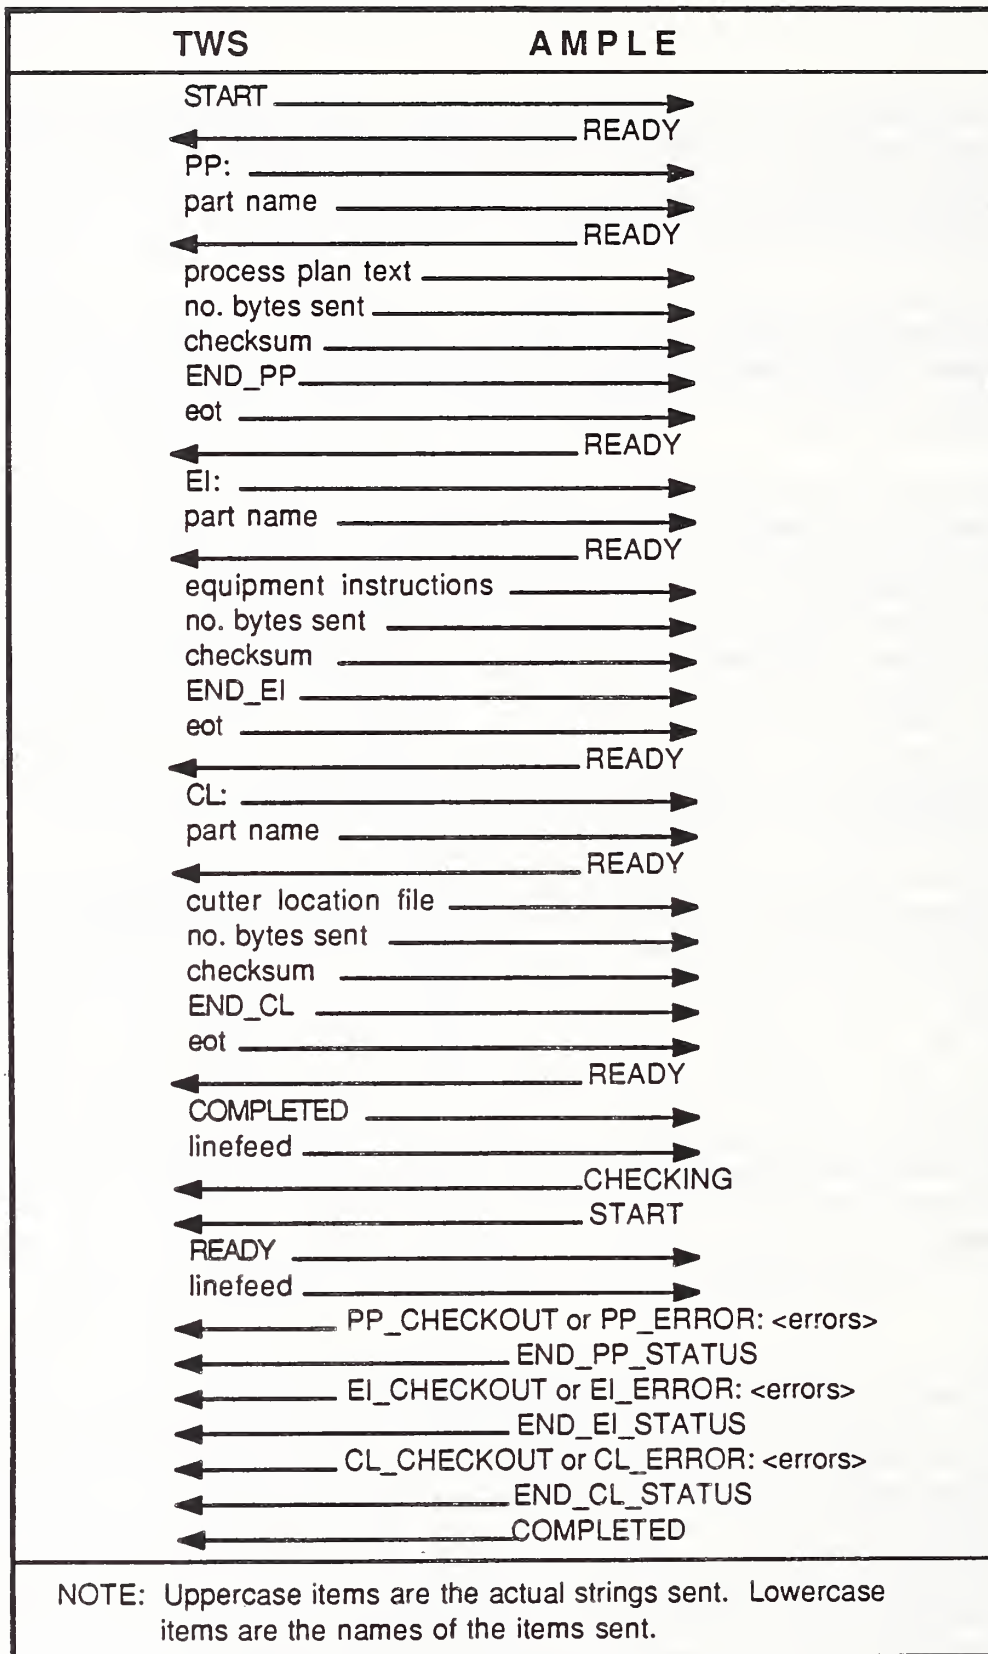 TWS AMPLE
START
READY
PP:
part name
READY
process plan text
no. bytes sent
checksum
END_PP
eot
READY
EI:
part name
READY
equipment instructions
no. bytes sent
checksum
END_EI
eot
READY
CL:
part name
READY
cutter location file
no. bytes sent
checksum
END_CL
eot
READY
COMPLETED
linefeed
CHECKING
START
READY
linefeed
PP_CHECKOUT or PP_ERROR: <errors>
END_PP_STATUS
EI_CHECKOUT or EI_ERROR: <errors>
END_EI_STATUS
CL_CHECKOUT or CL_ERROR: <errors>
END_CL_STATUS
COMPLETED
NOTE: Uppercase items are the actual strings sent. Lowercase
items are the names of the items sent.